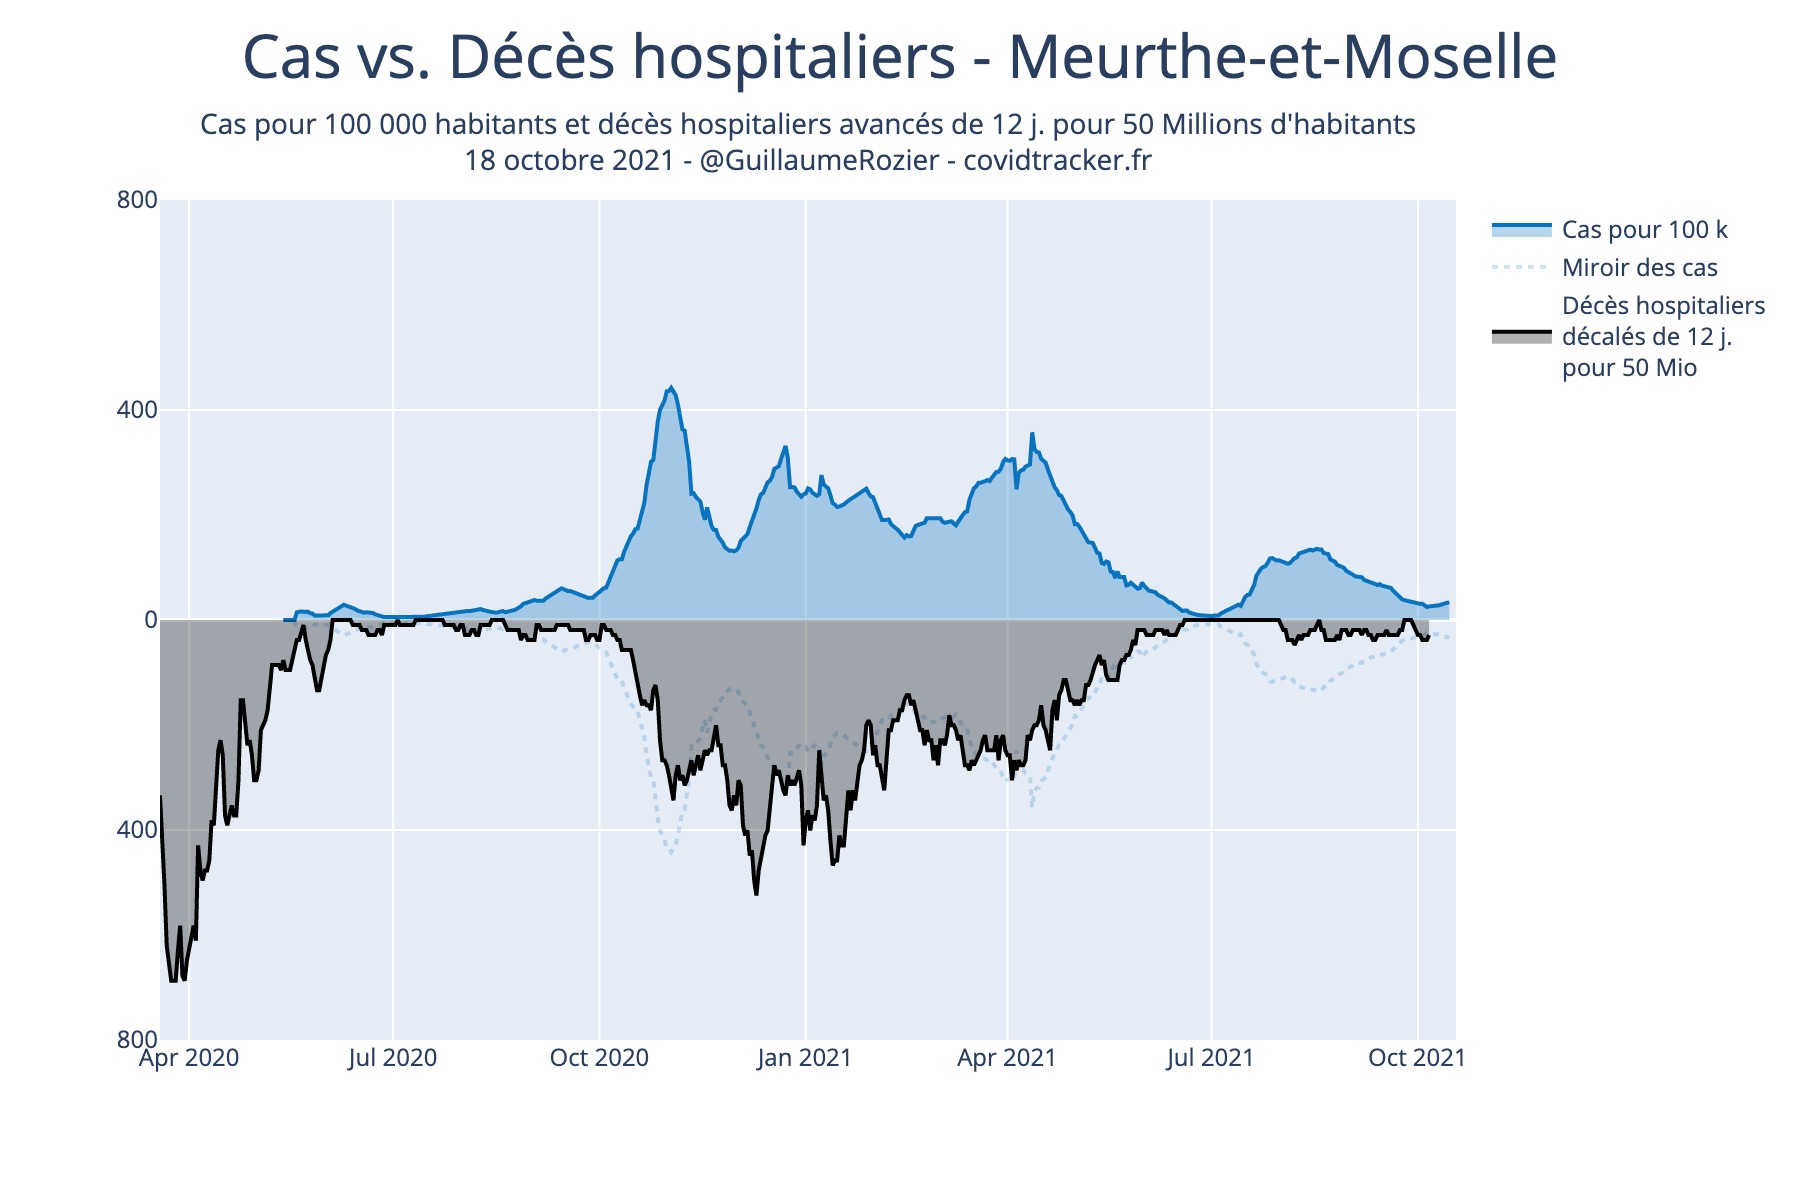 Cas vs. Décès hospitaliers - Meurthe-et-Moselle
Cas pour 100 000 habitants et décès hospitaliers avancés de 12 j. pour 50 Millions d'habitants
18 octobre 2021 - @GuillaumeRozier - covidtracker.fr
800
400
0
400
800
Apr 2020
Jul 2020
Oct 2020
Jan 2021
Apr 2021
Jul 2021
Oct 2021
Cas pour 100 k
Miroir des cas
Décès hospitaliers
décalés de 12 j.
pour 50 Mio